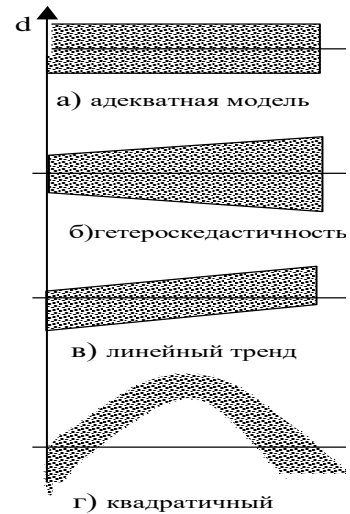 d
а) адекватная модель
б)гетероскедастичность
в) линейный тренд
г) квадратичный